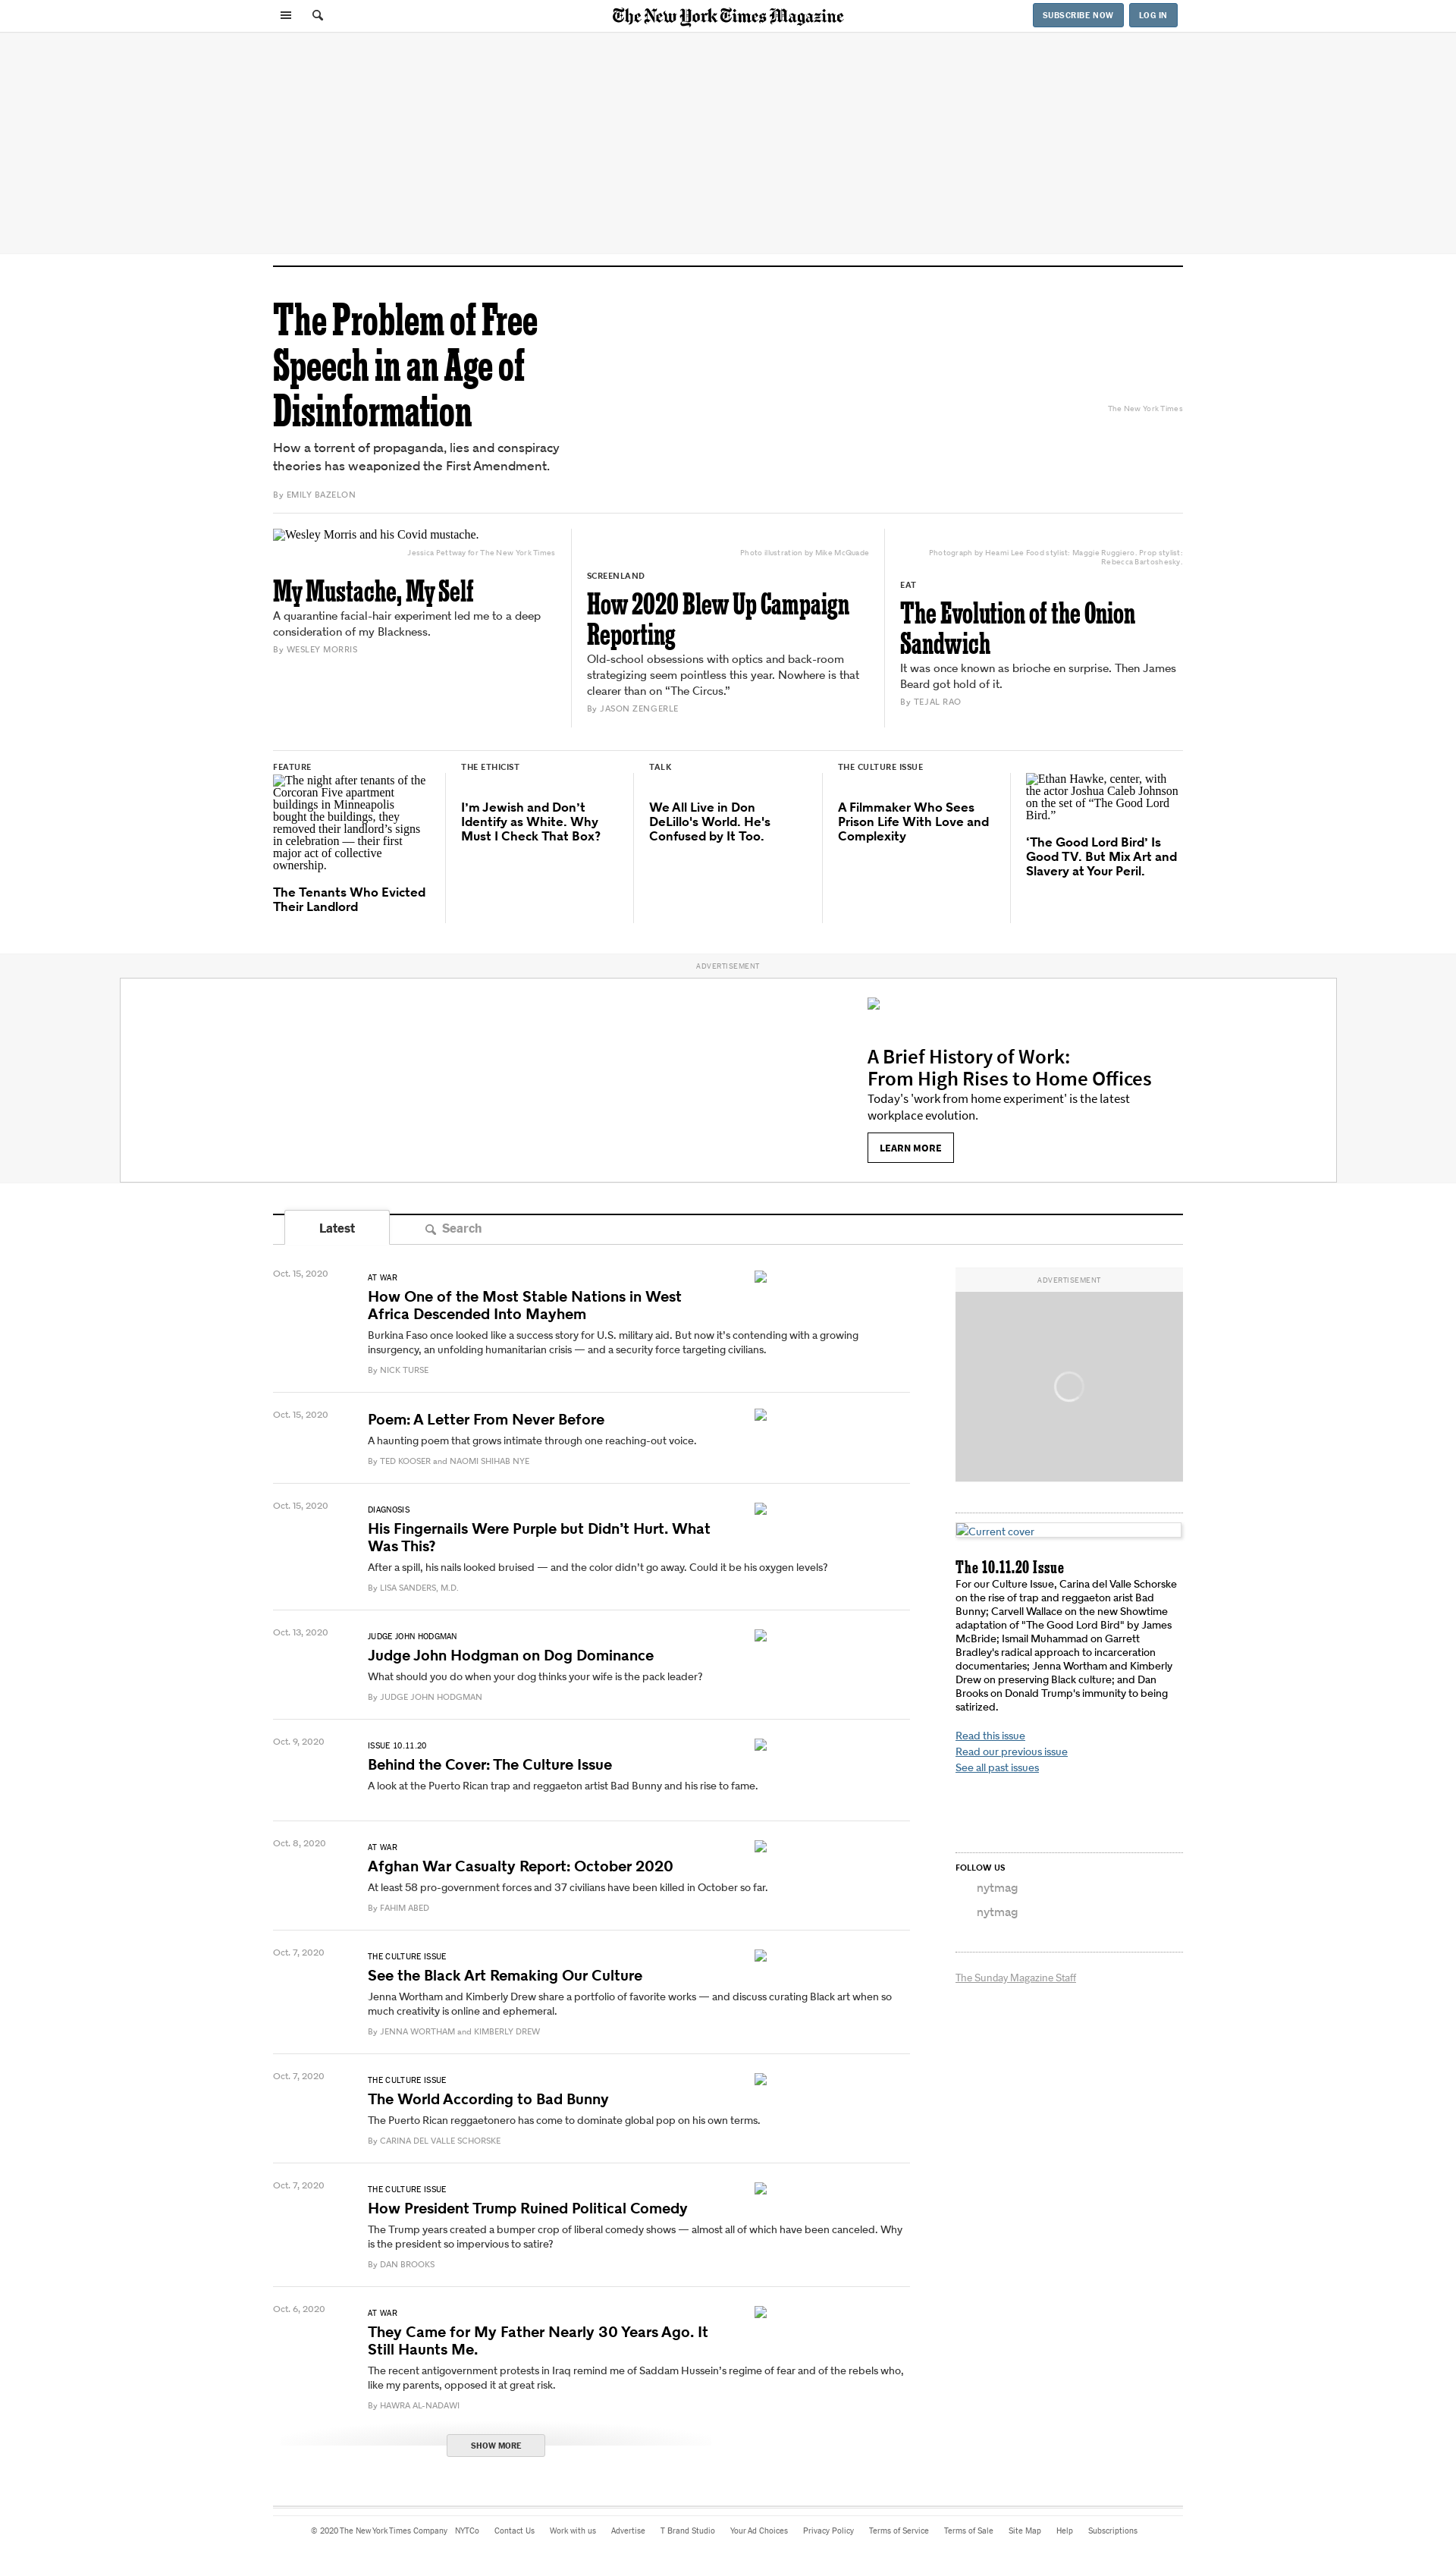 The New York Times Magazine
SUBSCRIBE NOW
LOG IN
The Problem of Free
Speech in an Age of
Disinformation
How a torrent of propaganda, lies and conspiracy
theories has weaponized the First Amendment.
By EMILY BAZELON
The New York Times
Wesley Morris and his Covid mustache.
Jessica Pettway for The New York Times
My Mustache, My Self
A quarantine facial-hair experiment led me to a deep
consideration of my Blackness.
By WESLEY MORRIS
Photo illustration by Mike McQuade
SCREENLAND
How 2020 Blew Up Campaign
Reporting
Old-school obsessions with optics and back-room
strategizing seem pointless this year. Nowhere is that
clearer than on “The Circus.”
By JASON ZENGERLE
Photograph by Heami Lee Food stylist: Maggie Ruggiero. Prop stylist:
Rebecca Bartoshesky.
EAT
The Evolution of the Onion
Sandwich
It was once known as brioche en surprise. Then James
Beard got hold of it.
By TEJAL RAO
FEATURE
The night after tenants of the
Corcoran Five apartment
buildings in Minneapolis
bought the buildings, they
removed their landlord’s signs
in celebration — their first
major act of collective
ownership.
The Tenants Who Evicted
Their Landlord
THE ETHICIST
I’m Jewish and Don’t
Identify as White. Why
Must I Check That Box?
TALK
We All Live in Don
DeLillo's World. He's
Confused by It Too.
THE CULTURE ISSUE
A Filmmaker Who Sees
Prison Life With Love and
Complexity
Ethan Hawke, center, with
the actor Joshua Caleb Johnson
on the set of “The Good Lord
Bird.”
‘The Good Lord Bird’ Is
Good TV. But Mix Art and
Slavery at Your Peril.
ADVERTISEMENT
A Brief History of Work:
From High Rises to Home Offices
Today's 'work from home experiment' is the latest
workplace evolution.
LEARN MORE
Latest
Search
Oct. 15, 2020
AT WAR
How One of the Most Stable Nations in West
Africa Descended Into Mayhem
Burkina Faso once looked like a success story for U.S. military aid. But now it’s contending with a growing
insurgency, an unfolding humanitarian crisis — and a security force targeting civilians.
By NICK TURSE
Oct. 15, 2020
Poem: A Letter From Never Before
A haunting poem that grows intimate through one reaching-out voice.
By TED KOOSER and NAOMI SHIHAB NYE
Oct. 15, 2020
DIAGNOSIS
His Fingernails Were Purple but Didn’t Hurt. What
Was This?
After a spill, his nails looked bruised — and the color didn’t go away. Could it be his oxygen levels?
By LISA SANDERS, M.D.
Oct. 13, 2020
JUDGE JOHN HODGMAN
Judge John Hodgman on Dog Dominance
What should you do when your dog thinks your wife is the pack leader?
By JUDGE JOHN HODGMAN
Oct. 9, 2020
ISSUE 10.11.20
Behind the Cover: The Culture Issue
A look at the Puerto Rican trap and reggaeton artist Bad Bunny and his rise to fame.
Oct. 8, 2020
AT WAR
Afghan War Casualty Report: October 2020
At least 58 pro-government forces and 37 civilians have been killed in October so far.
By FAHIM ABED
Oct. 7, 2020
THE CULTURE ISSUE
See the Black Art Remaking Our Culture
Jenna Wortham and Kimberly Drew share a portfolio of favorite works — and discuss curating Black art when so
much creativity is online and ephemeral.
By JENNA WORTHAM and KIMBERLY DREW
Oct. 7, 2020
THE CULTURE ISSUE
The World According to Bad Bunny
The Puerto Rican reggaetonero has come to dominate global pop on his own terms.
By CARINA DEL VALLE SCHORSKE
Oct. 7, 2020
THE CULTURE ISSUE
How President Trump Ruined Political Comedy
The Trump years created a bumper crop of liberal comedy shows — almost all of which have been canceled. Why
is the president so impervious to satire?
By DAN BROOKS
Oct. 6, 2020
AT WAR
They Came for My Father Nearly 30 Years Ago. It
Still Haunts Me.
The recent antigovernment protests in Iraq remind me of Saddam Hussein’s regime of fear and of the rebels who,
like my parents, opposed it at great risk.
By HAWRA AL-NADAWI
SHOW MORE
ADVERTISEMENT
Current cover
The 10.11.20 Issue
For our Culture Issue, Carina del Valle Schorske
on the rise of trap and reggaeton arist Bad
Bunny; Carvell Wallace on the new Showtime
adaptation of "The Good Lord Bird" by James
McBride; Ismail Muhammad on Garrett
Bradley's radical approach to incarceration
documentaries; Jenna Wortham and Kimberly
Drew on preserving Black culture; and Dan
Brooks on Donald Trump's immunity to being
satirized.
Read this issue
Read our previous issue
See all past issues
FOLLOW US
nytmag
nytmag
The Sunday Magazine Staff
© 2020 The New York Times Company NYTCo Contact Us Work with us Advertise T Brand Studio Your Ad Choices Privacy Policy Terms of Service Terms of Sale Site Map Help Subscriptions